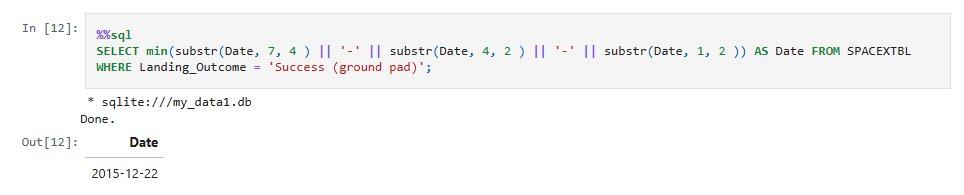 In [12]:
%%sql
SELECT min(substr(Date, 7, 4 ) || '-' || substr(Date, 4, 2 ) || '-' || substr(Date, 1, 2 )) AS Date FROM SPACEXTBL
WHERE Landing_Outcome = 'Success (ground pad)';
* sqlite:///my_data1.db
Done.
Out[12]:
Date
2015-12-22